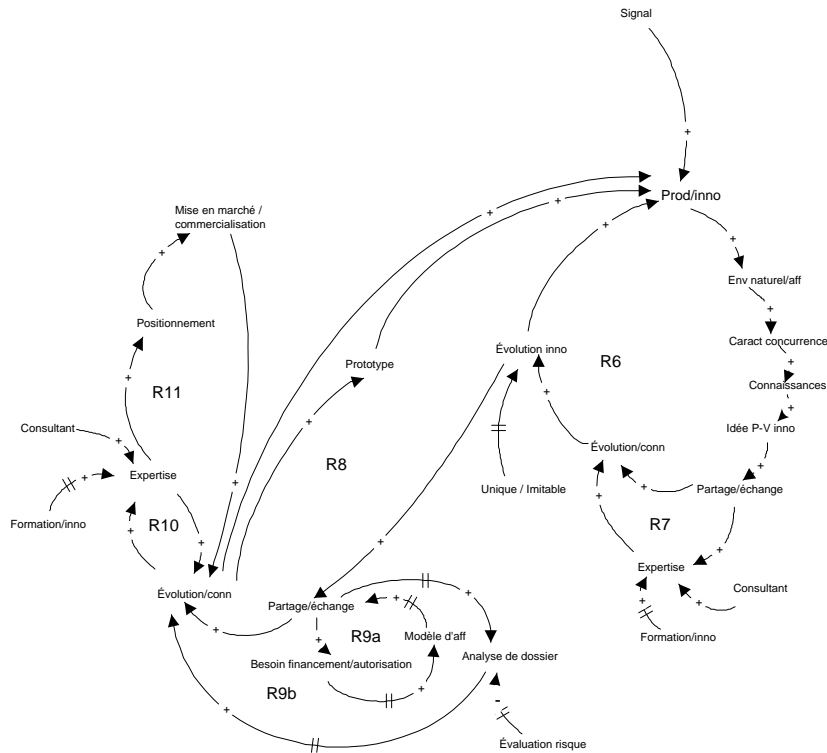 Signal
Prod/inno
Mise en marché /
commercialisation
Env naturel/aff
Positionnement
Caract concurrence
Évolution inno
Prototype
R6
Connaissances
R11
Consultant
Idée P-V inno
Évolution/conn
R8
Expertise
Unique / Imitable
Partage/échange
Formation/inno
R10
R7
Expertise
Évolution/conn
Partage/échange
Consultant
R9a
Modèle d'aff
Formation/inno
Besoin financement/autorisation
Analyse de dossier
R9b
Évaluation risque